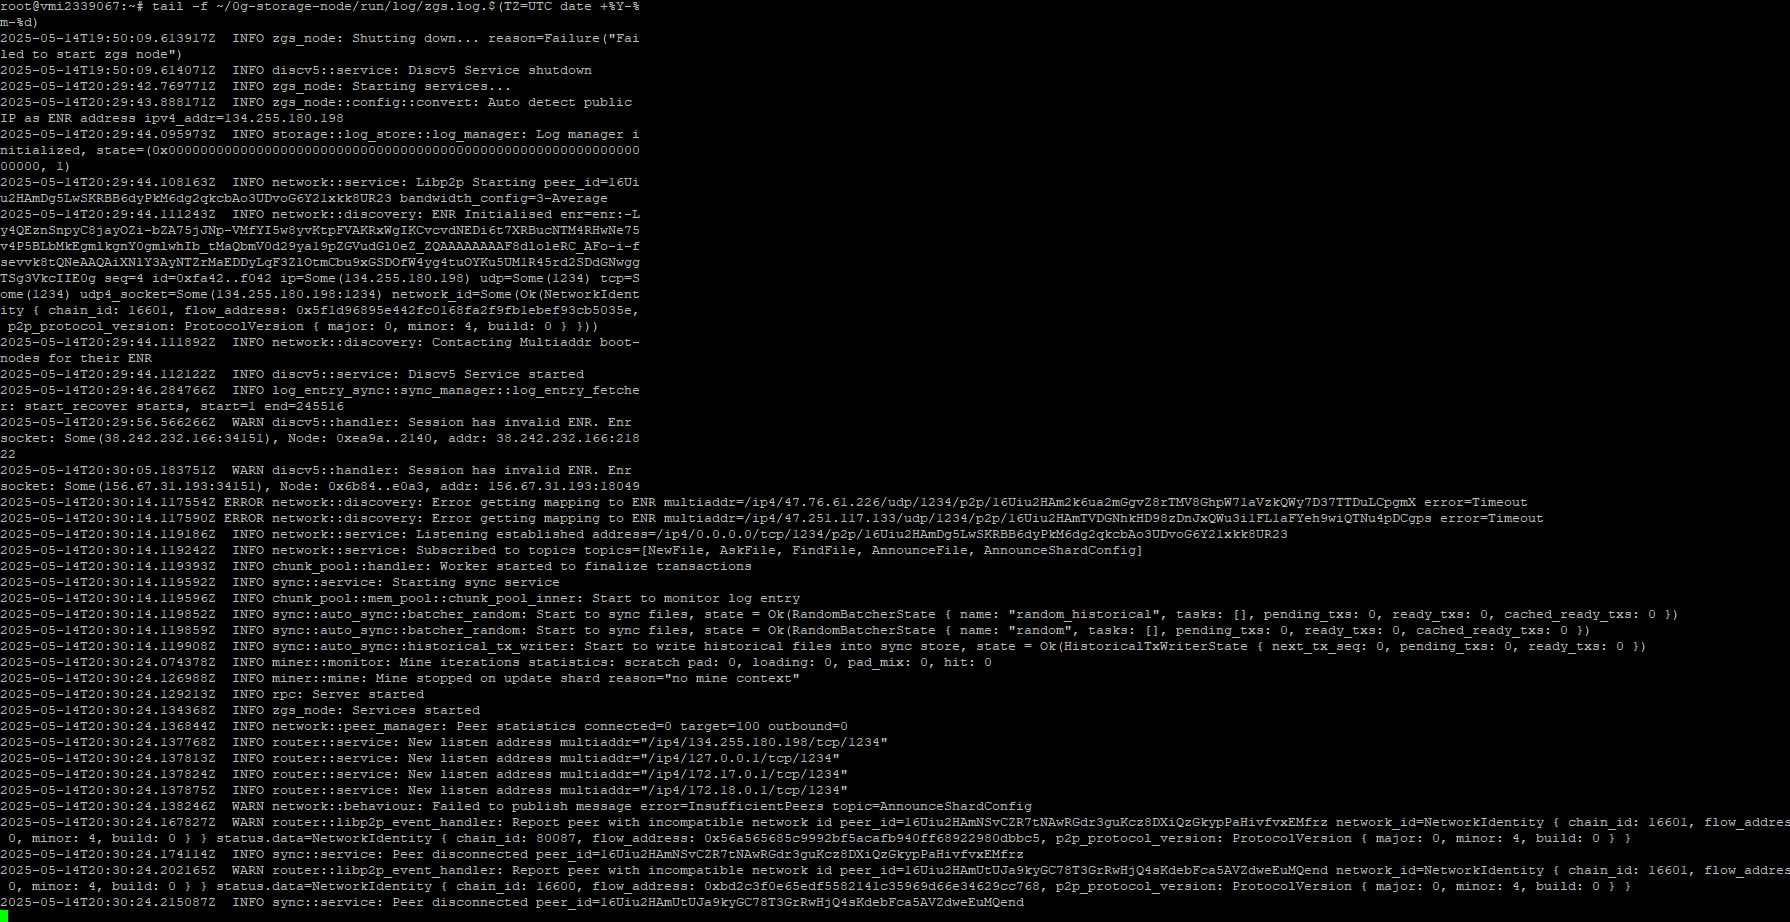 root@vmi2339067:~# tail -f ~/0g-storage-node/run/log/zgs.log.$(TZ=UTC date +%Y-%
m-%d)
2025-05-14T19:50:09.613917Z  INFO zgs_node: Shutting down... reason=Failure("Fai
led to start zgs node")
2025-05-14T19:50:09.614071Z  INFO discv5::service: Discv5 Service shutdown
2025-05-14T20:29:42.769771Z  INFO zgs_node: Starting services...
2025-05-14T20:29:43.888171Z  INFO zgs_node::config::convert: Auto detect public
IP as ENR address ipv4_addr=134.255.180.198
2025-05-14T20:29:44.095973Z  INFO storage::log_store::log_manager: Log manager i
nitialized, state=(0x00000000000000000000000000000000000000000000000000000000000
00000, 1)
2025-05-14T20:29:44.108163Z  INFO network::service: Libp2p Starting peer_id=16Ui
u2HAmDg5LwSKRBB6dyPkM6dg2qkcbAo3UDvoG6Y21xkk8UR23 bandwidth_config=3-Average
2025-05-14T20:29:44.111243Z  INFO network::discovery: ENR Initialised enr=enr:-L
y4QEznSnpyC8jayOZi-bZA75jJNp-VMfYI5w8yvKtpFVAKRxWgIKCvcvdNEDi6t7XRBucNTM4RHwNe75
v4P5BLbMkEgmlkgnY0gmlwhIb_tMaQbmV0d29ya19pZGVudGl0eZ_ZQAAAAAAAAF8dloleRC_AFo-i-f
sevvk8tQNeAAQAiXNlY3AyNTZrMaEDDyLqF3ZlOtmCbu9xGSDOfW4yg4tuOYKu5UM1R45rd2SDdGNwgg
TSg3VkcIIE0g seq=4 id=0xfa42..f042 ip=Some(134.255.180.198) udp=Some(1234) tcp=S
ome(1234) udp4_socket=Some(134.255.180.198:1234) network_id=Some(Ok(NetworkIdent
ity { chain_id: 16601, flow_address: 0x5f1d96895e442fc0168fa2f9fb1ebef93cb5035e,
 p2p_protocol_version: ProtocolVersion { major: 0, minor: 4, build: 0 } }))
2025-05-14T20:29:44.111892Z  INFO network::discovery: Contacting Multiaddr boot-
nodes for their ENR
2025-05-14T20:29:44.112122Z  INFO discv5::service: Discv5 Service started
2025-05-14T20:29:46.284766Z  INFO log_entry_sync::sync_manager::log_entry_fetche
r: start_recover starts, start=1 end=245516
2025-05-14T20:29:56.566266Z  WARN discv5::handler: Session has invalid ENR. Enr
socket: Some(38.242.232.166:34151), Node: 0xea9a..2140, addr: 38.242.232.166:218
22
2025-05-14T20:30:05.183751Z  WARN discv5::handler: Session has invalid ENR. Enr
socket: Some(156.67.31.193:34151), Node: 0x6b84..e0a3, addr: 156.67.31.193:18049
2025-05-14T20:30:14.117554Z ERROR network::discovery: Error getting mapping to ENR multiaddr=/ip4/47.76.61.226/udp/1234/p2p/16Uiu2HAm2k6ua2mGgvZ8rTMV8GhpW71aVzkQWy7D37TTDuLCpgmX error=Timeout
2025-05-14T20:30:14.117590Z ERROR network::discovery: Error getting mapping to ENR multiaddr=/ip4/47.251.117.133/udp/1234/p2p/16Uiu2HAmTVDGNhkHD98zDnJxQWu3i1FL1aFYeh9wiQTNu4pDCgps error=Timeout
2025-05-14T20:30:14.119186Z  INFO network::service: Listening established address=/ip4/0.0.0.0/tcp/1234/p2p/16Uiu2HAmDg5LwSKRBB6dyPkM6dg2qkcbAo3UDvoG6Y21xkk8UR23
2025-05-14T20:30:14.119242Z  INFO network::service: Subscribed to topics topics=[NewFile, AskFile, FindFile, AnnounceFile, AnnounceShardConfig]
2025-05-14T20:30:14.119393Z  INFO chunk_pool::handler: Worker started to finalize transactions
2025-05-14T20:30:14.119592Z  INFO sync::service: Starting sync service
2025-05-14T20:30:14.119596Z  INFO chunk_pool::mem_pool::chunk_pool_inner: Start to monitor log entry
2025-05-14T20:30:14.119852Z  INFO sync::auto_sync::batcher_random: Start to sync files, state = Ok(RandomBatcherState { name: "random_historical", tasks: [], pending_txs: 0, ready_txs: 0, cached_ready_txs: 0 })
2025-05-14T20:30:14.119859Z  INFO sync::auto_sync::batcher_random: Start to sync files, state = Ok(RandomBatcherState { name: "random", tasks: [], pending_txs: 0, ready_txs: 0, cached_ready_txs: 0 })
2025-05-14T20:30:14.119908Z  INFO sync::auto_sync::historical_tx_writer: Start to write historical files into sync store, state = Ok(HistoricalTxWriterState { next_tx_seq: 0, pending_txs: 0, ready_txs: 0 })
2025-05-14T20:30:24.074378Z  INFO miner::monitor: Mine iterations statistics: scratch pad: 0, loading: 0, pad_mix: 0, hit: 0
2025-05-14T20:30:24.126988Z  INFO miner::mine: Mine stopped on update shard reason="no mine context"
2025-05-14T20:30:24.129213Z  INFO rpc: Server started
2025-05-14T20:30:24.134368Z  INFO zgs_node: Services started
2025-05-14T20:30:24.136844Z  INFO network::peer_manager: Peer statistics connected=0 target=100 outbound=0
2025-05-14T20:30:24.137768Z  INFO router::service: New listen address multiaddr="/ip4/134.255.180.198/tcp/1234"
2025-05-14T20:30:24.137813Z  INFO router::service: New listen address multiaddr="/ip4/127.0.0.1/tcp/1234"
2025-05-14T20:30:24.137824Z  INFO router::service: New listen address multiaddr="/ip4/172.17.0.1/tcp/1234"
2025-05-14T20:30:24.137875Z  INFO router::service: New listen address multiaddr="/ip4/172.18.0.1/tcp/1234"
2025-05-14T20:30:24.138246Z  WARN network::behaviour: Failed to publish message error=InsufficientPeers topic=AnnounceShardConfig
2025-05-14T20:30:24.167827Z  WARN router::libp2p_event_handler: Report peer with incompatible network id peer_id=16Uiu2HAmNSvCZR7tNAwRGdr3guKcz8DXiQzGkypPaHivfvxEMfrz network_id=NetworkIdentity { chain_id: 16601, flow_addres
 0, minor: 4, build: 0 } } status.data=NetworkIdentity { chain_id: 80087, flow_address: 0x56a565685c9992bf5acafb940ff68922980dbbc5, p2p_protocol_version: ProtocolVersion { major: 0, minor: 4, build: 0 } }
2025-05-14T20:30:24.174114Z  INFO sync::service: Peer disconnected peer_id=16Uiu2HAmNSvCZR7tNAwRGdr3guKcz8DXiQzGkypPaHivfvxEMfrz
2025-05-14T20:30:24.202165Z  WARN router::libp2p_event_handler: Report peer with incompatible network id peer_id=16Uiu2HAmUtUJa9kyGC78T3GrRwHjQ4sKdebFca5AVZdweEuMQend network_id=NetworkIdentity { chain_id: 16601, flow_addres
 0, minor: 4, build: 0 } } status.data=NetworkIdentity { chain_id: 16600, flow_address: 0xbd2c3f0e65edf5582141c35969d66e34629cc768, p2p_protocol_version: ProtocolVersion { major: 0, minor: 4, build: 0 } }
2025-05-14T20:30:24.215087Z  INFO sync::service: Peer disconnected peer_id=16Uiu2HAmUtUJa9kyGC78T3GrRwHjQ4sKdebFca5AVZdweEuMQend